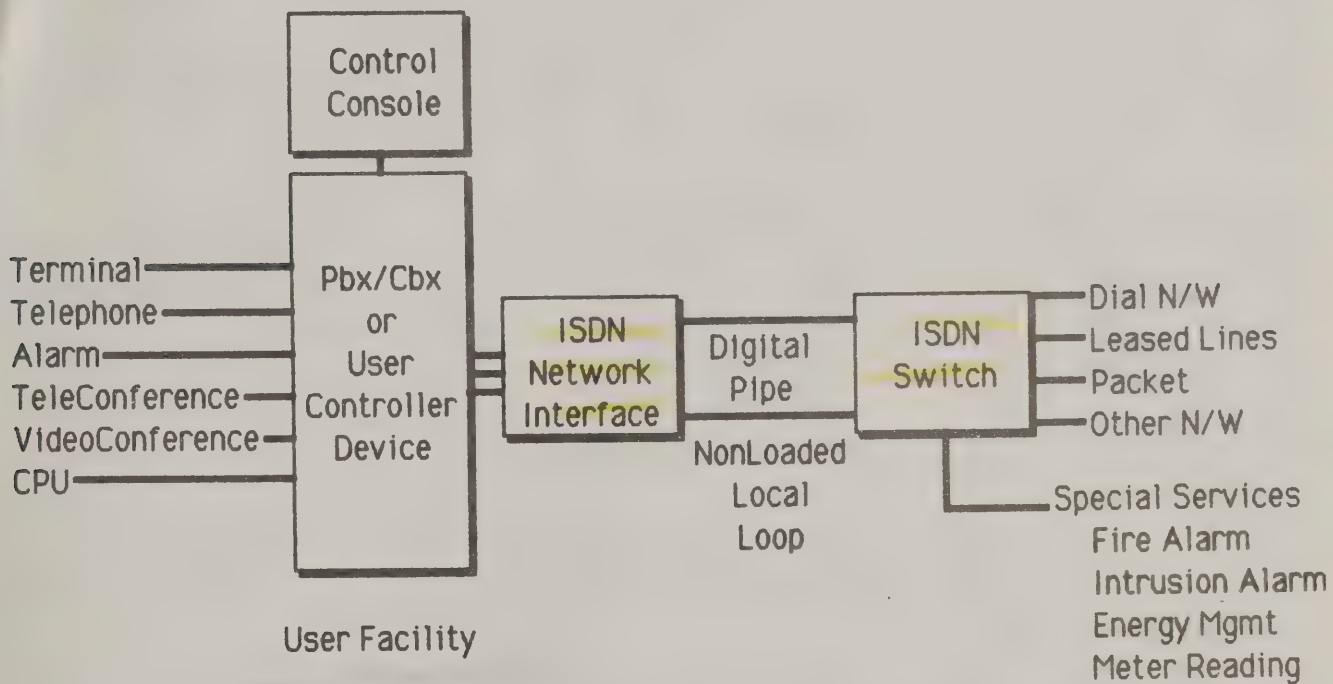 Control
Console
Terminal
Telephone
Alarm
TeleConference
VideoConference
CPU
Pbx/Cbx
or
User
Controller
Device
User Facility
ISDN
Network
Interface
Digital
Pipe
NonLoaded
Local
Loop
ISDN
Switch
Dial N/W
Leased Lines
Packet
Other N/W
Special Services
Fire Alarm
Intrusion Alarm
Energy Mgmt
Meter Reading